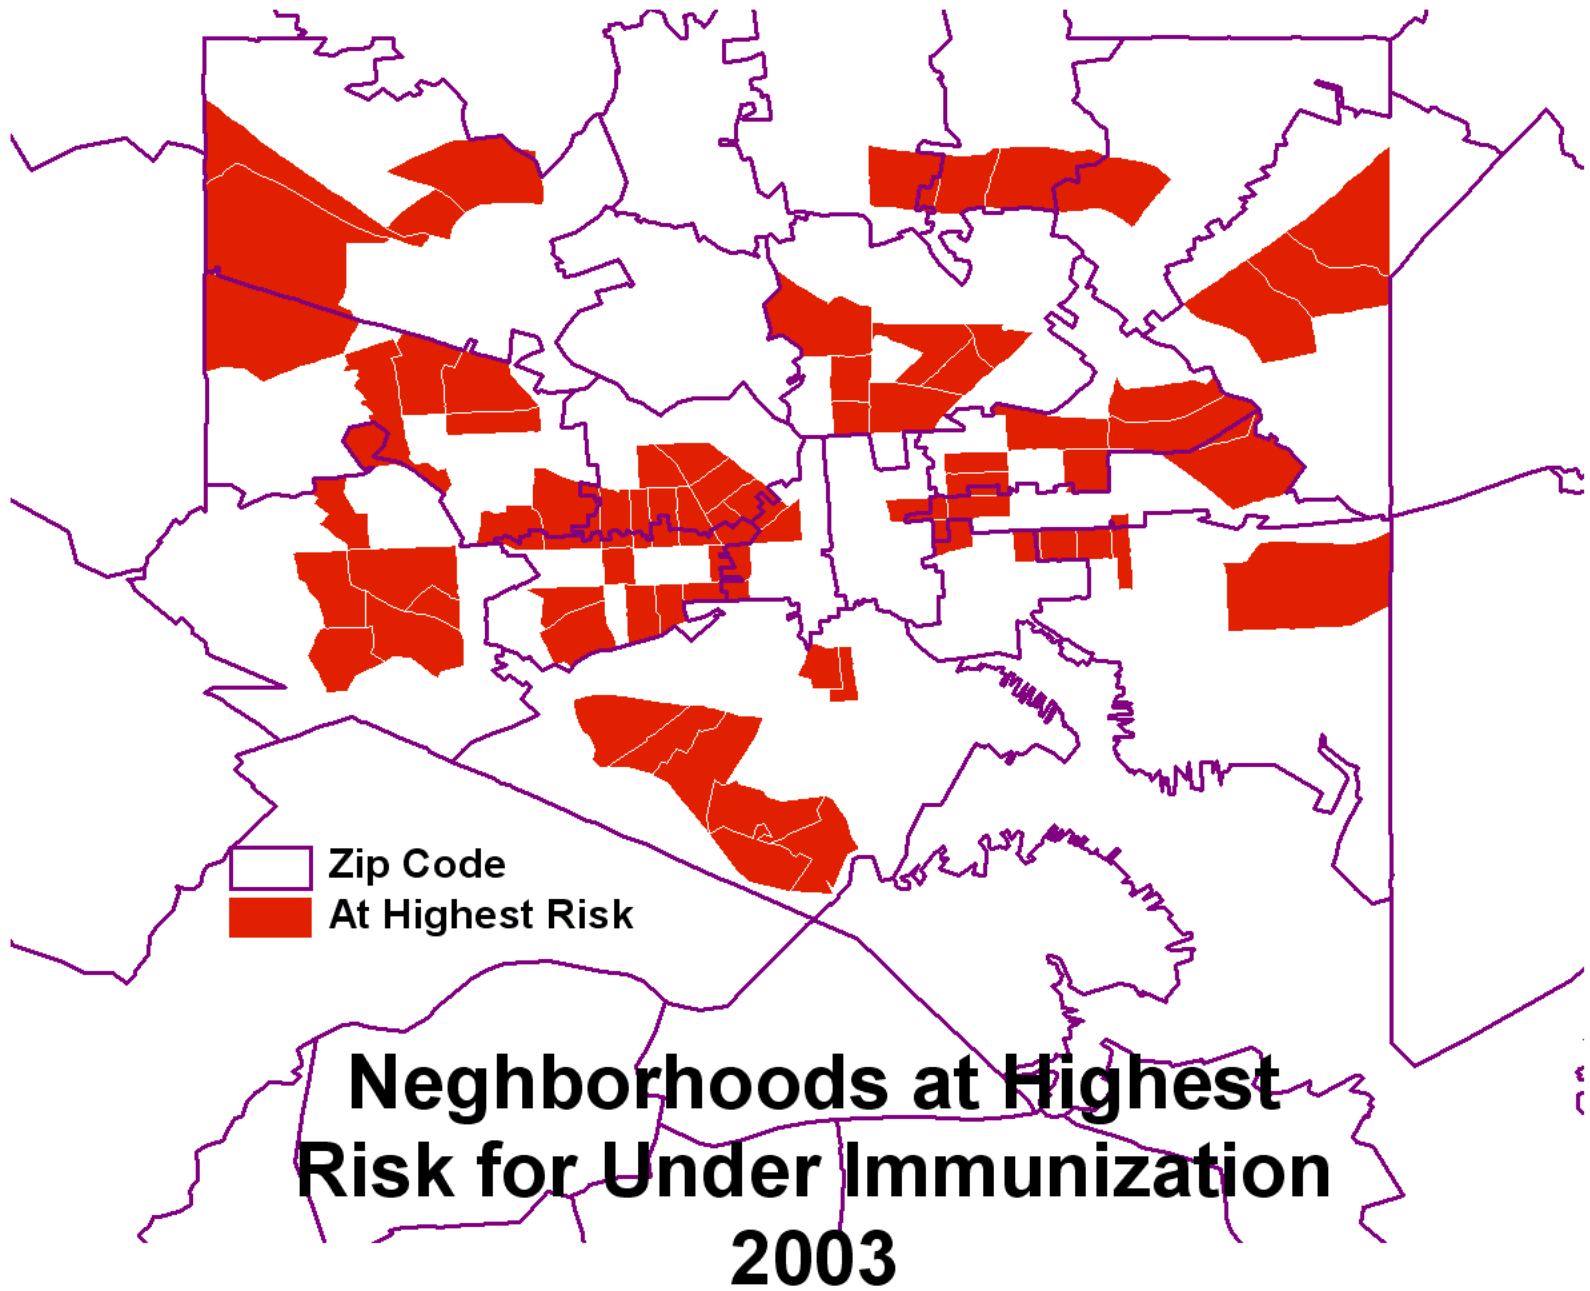 Zip Code
At Highest Risk
Neghborhoods at Highest
Risk for Under Immunization
2003